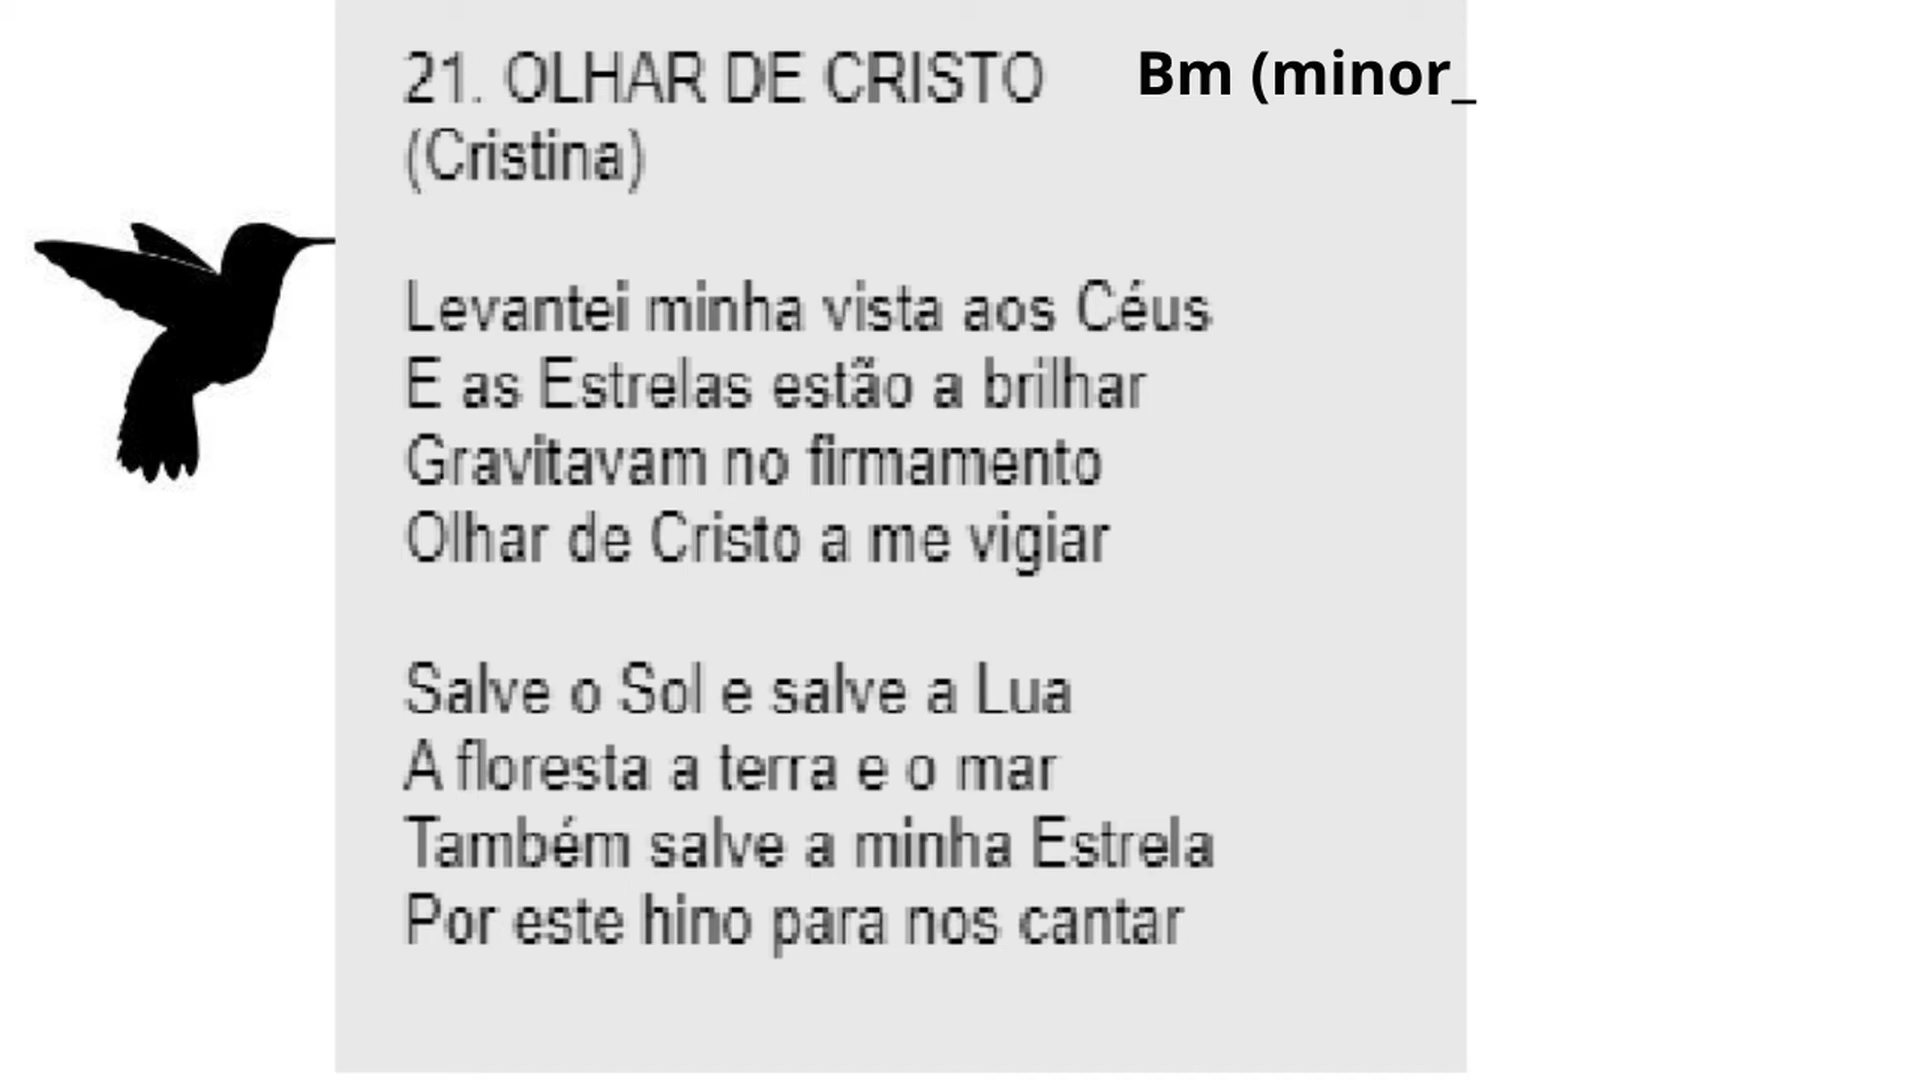 21. OLHAR DE CRISTO Bm (minor_
(Cristina)
Levantei minha vista aos Céus
E as Estrelas estão a brilhar
Gravitavam no firmamento
Olhar de Cristo a me vigiar
Salve o Sol e salve a Lua
A floresta a terra e o mar
Também salve a minha Estrela
Por este hino para nos cantar